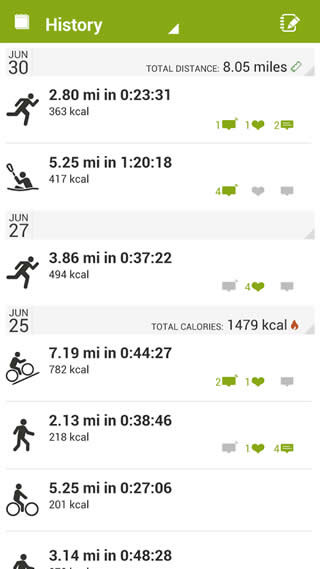 History
JUN
30
TOTAL DISTANCE: 8.05 miles
2.80 mi in 0:23:31
363 kcal
1 1 2
5.25 mi in 1:20:18
417 kcal
4
JUN
27
3.86 mi in 0:37:22
494 kcal
4
JUN
25
TOTAL CALORIES: 1479 kcal
7.19 mi in 0:44:27
782 kcal
2 1
2.13 mi in 0:38:46
218 kcal
1 4
5.25 mi in 0:27:06
201 kcal
3.14 mi in 0:48:28